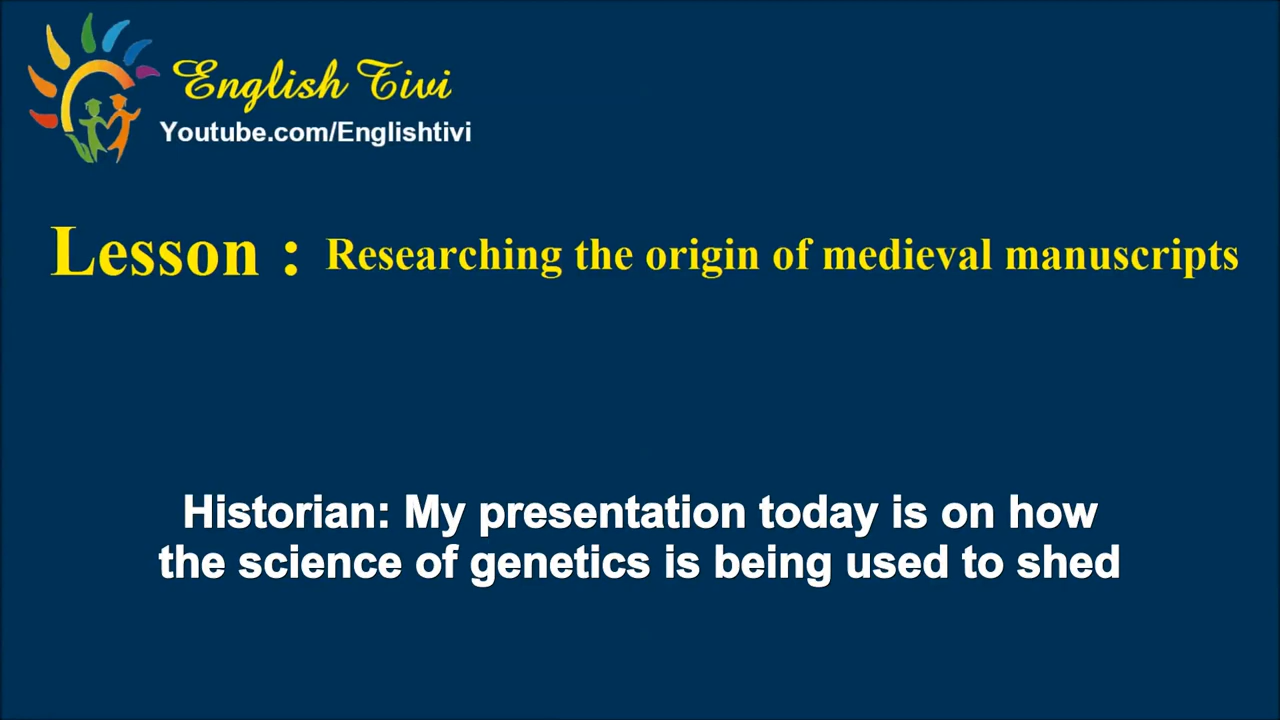 English Tivi
Youtube.com/Englishtivi
Lesson : Researching the origin of medieval manuscripts
Historian: My presentation today is on how
the science of genetics is being used to shed